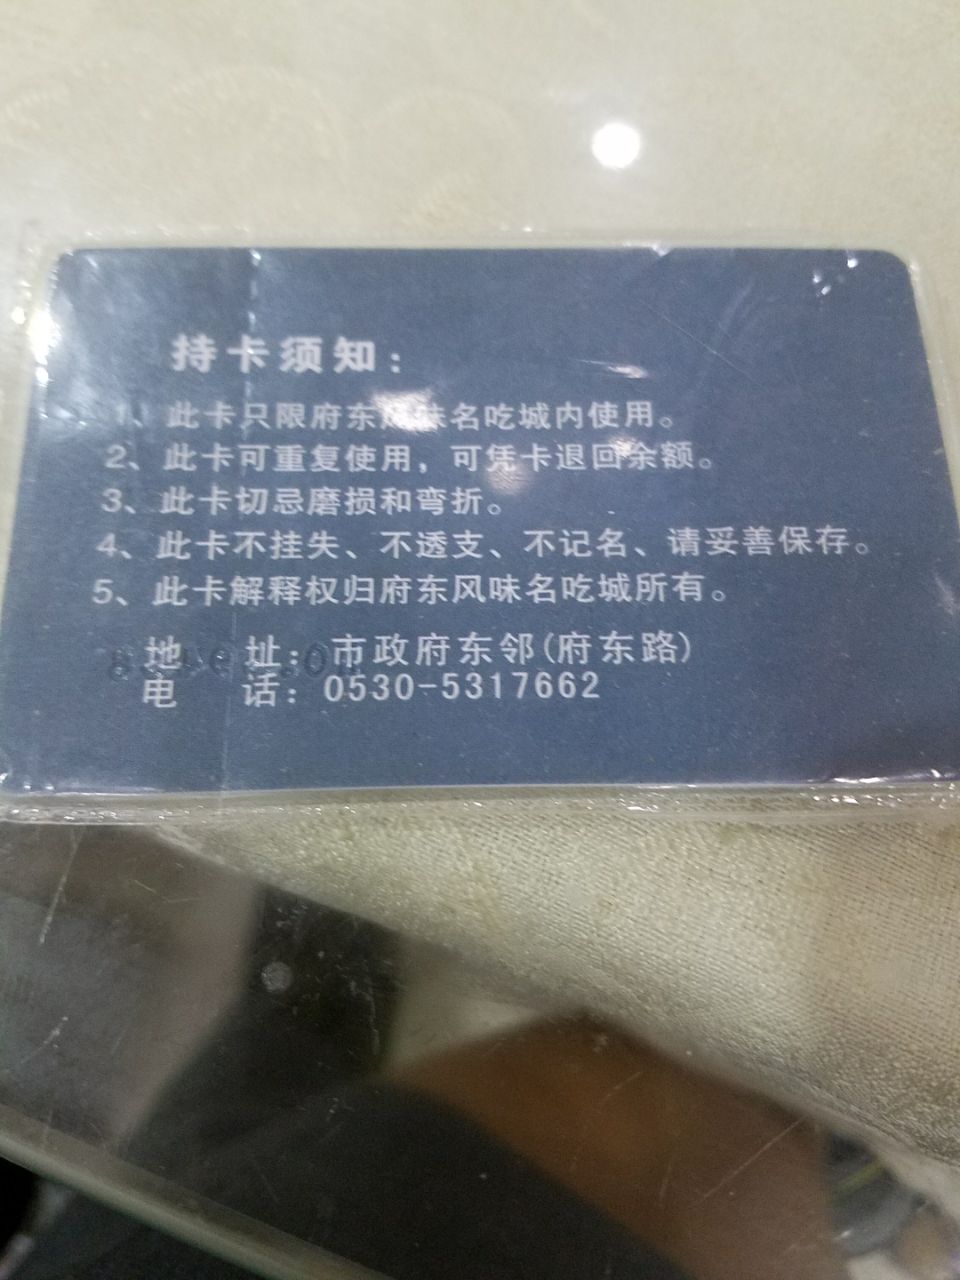 持卡须知：
1、此卡只限府东风味名吃城内使用。
2、此卡可重复使用，可凭卡退回余额。
3、此卡切忌磨损和弯折。
4、此卡不挂失、不透支、不记名、请妥善保存。
5、此卡解释权归府东风味名吃城所有。
地 址：市政府东邻(府东路)
电 话：0530-5317662